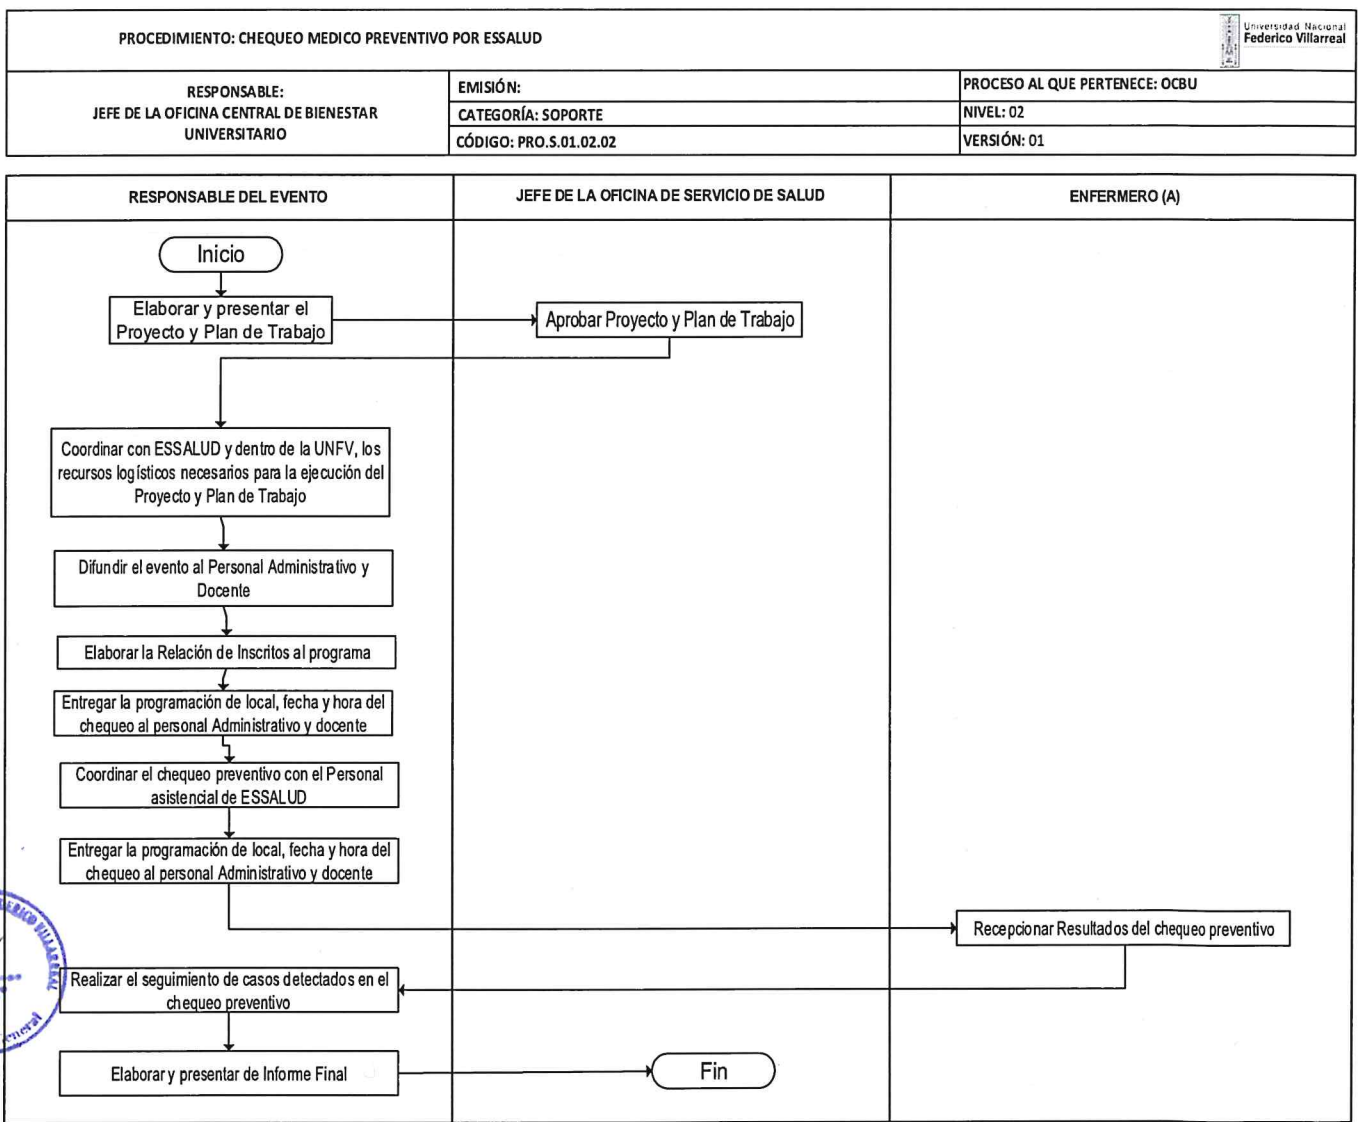 PROCEDIMIENTO: CHEQUEO MEDICO PREVENTIVO POR ESSALUD
Universidad Nacional
Federico Villarreal
RESPONSABLE:
JEFE DE LA OFICINA CENTRAL DE BIENESTAR
UNIVERSITARIO
EMISIÓN:
CATEGORÍA: SOPORTE
CÓDIGO: PRO.S.01.02.02
PROCESO AL QUE PERTENECE: OCBU
NIVEL: 02
VERSIÓN: 01
RESPONSABLE DEL EVENTO
JEFE DE LA OFICINA DE SERVICIO DE SALUD
ENFERMERO (A)
Inicio
Elaborar y presentar el
Proyecto y Plan de Trabajo
Aprobar Proyecto y Plan de Trabajo
Coordinar con ESSALUD y dentro de la UNFV, los
recursos logísticos necesarios para la ejecución del
Proyecto y Plan de Trabajo
Difundir el evento al Personal Administrativo y
Docente
Elaborar la Relación de Inscritos al programa
Entregar la programación de local, fecha y hora del
chequeo al personal Administrativo y docente
Coordinar el chequeo preventivo con el Personal
asistencial de ESSALUD
Entregar la programación de local, fecha y hora del
chequeo al personal Administrativo y docente
Recepcionar Resultados del chequeo preventivo
Realizar el seguimiento de casos detectados en el
chequeo preventivo
Elaborar y presentar de Informe Final
Fin
VILLARREAL